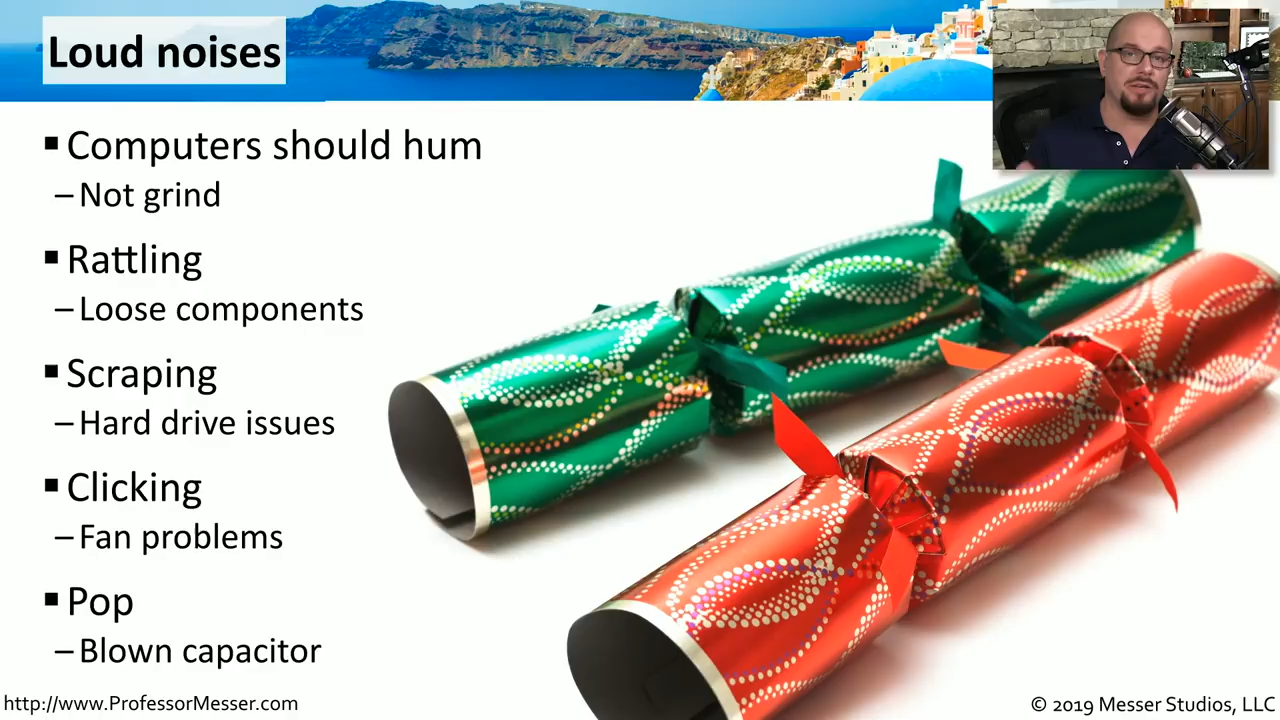 Loud noises
▪ Computers should hum
– Not grind
▪ Rattling
– Loose components
▪ Scraping
– Hard drive issues
▪ Clicking
– Fan problems
▪ Pop
– Blown capacitor
http://www.ProfessorMesser.com
© 2019 Messer Studios, LLC